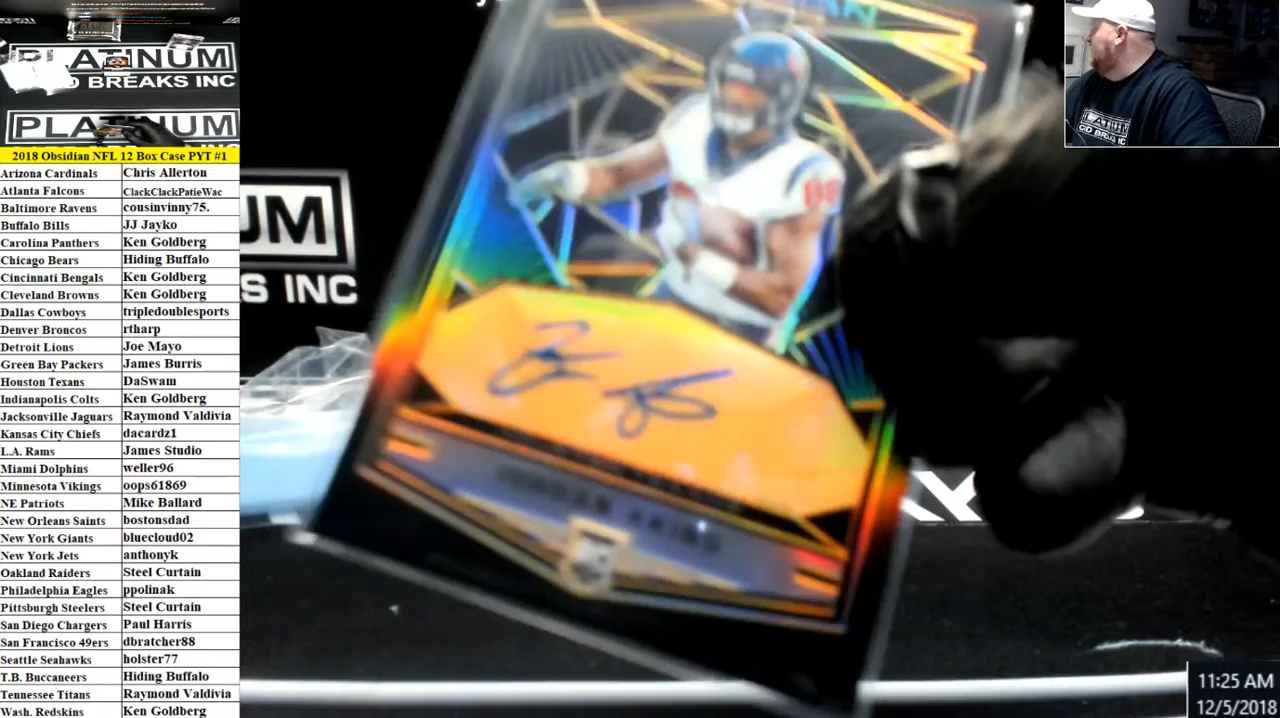 PLATINUM
CARD BREAKS INC
PLATINUM
2018 Obsidian NFL 12 Box Case PYT #1
Arizona Cardinals Chris Allerton
Atlanta Falcons ClackClackPatieWac
Baltimore Ravens cousinvinny75.
Buffalo Bills JJ Jayko
Carolina Panthers Ken Goldberg
Chicago Bears Hiding Buffalo
Cincinnati Bengals Ken Goldberg
Cleveland Browns Ken Goldberg
Dallas Cowboys tripledoublesports
Denver Broncos rtharp
Detroit Lions Joe Mayo
Green Bay Packers James Burris
Houston Texans DaSwam
Indianapolis Colts Ken Goldberg
Jacksonville Jaguars Raymond Valdivia
Kansas City Chiefs dacardz1
L.A. Rams James Studio
Miami Dolphins weller96
Minnesota Vikings oops61869
NE Patriots Mike Ballard
New Orleans Saints bostonsdad
New York Giants bluecloud02
New York Jets anthonyk
Oakland Raiders Steel Curtain
Philadelphia Eagles ppolinak
Pittsburgh Steelers Steel Curtain
San Diego Chargers Paul Harris
San Francisco 49ers dbratcher88
Seattle Seahawks holster77
T.B. Buccaneers Hiding Buffalo
Tennessee Titans Raymond Valdivia
Wash. Redskins Ken Goldberg
UM
S INC
88
JORDAN AKINS
11:25 AM
12/5/2018